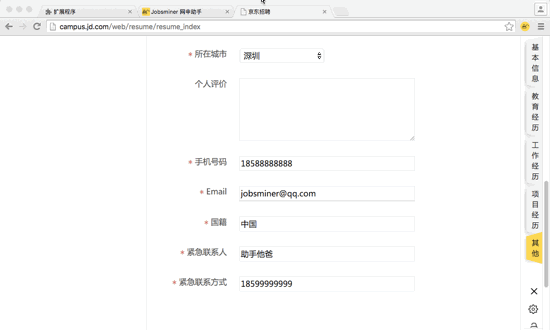 扩展程序
Jobsminer 网申助手
京东招聘
campus.jd.com/web/resume/resume_index
* 所在城市 深圳
个人评价
* 手机号码 18588888888
* Email jobsminer@qq.com
* 国籍 中国
* 紧急联系人 助手他爸
* 紧急联系方式 18599999999
基本信息
教育经历
工作经历
项目经历
其他